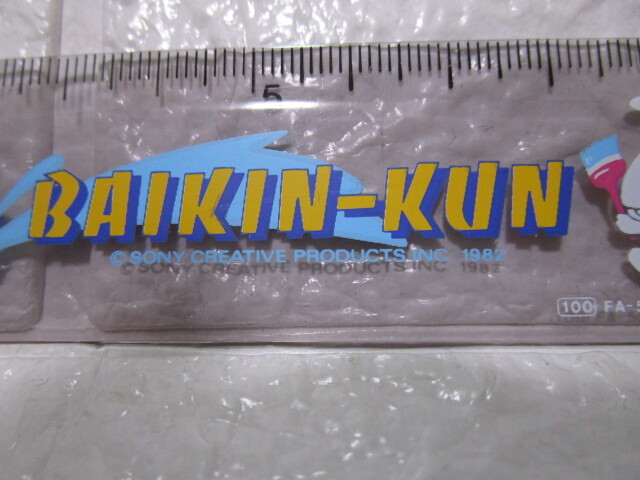 5
BAIKIN-KUN
© SONY CREATIVE PRODUCTS INC 1982
100 FA-